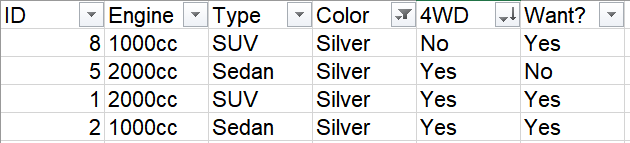 ID Engine Type Color 4WD Want?
8 1000cc SUV Silver No Yes
5 2000cc Sedan Silver Yes No
1 2000cc SUV Silver Yes Yes
2 1000cc Sedan Silver Yes Yes